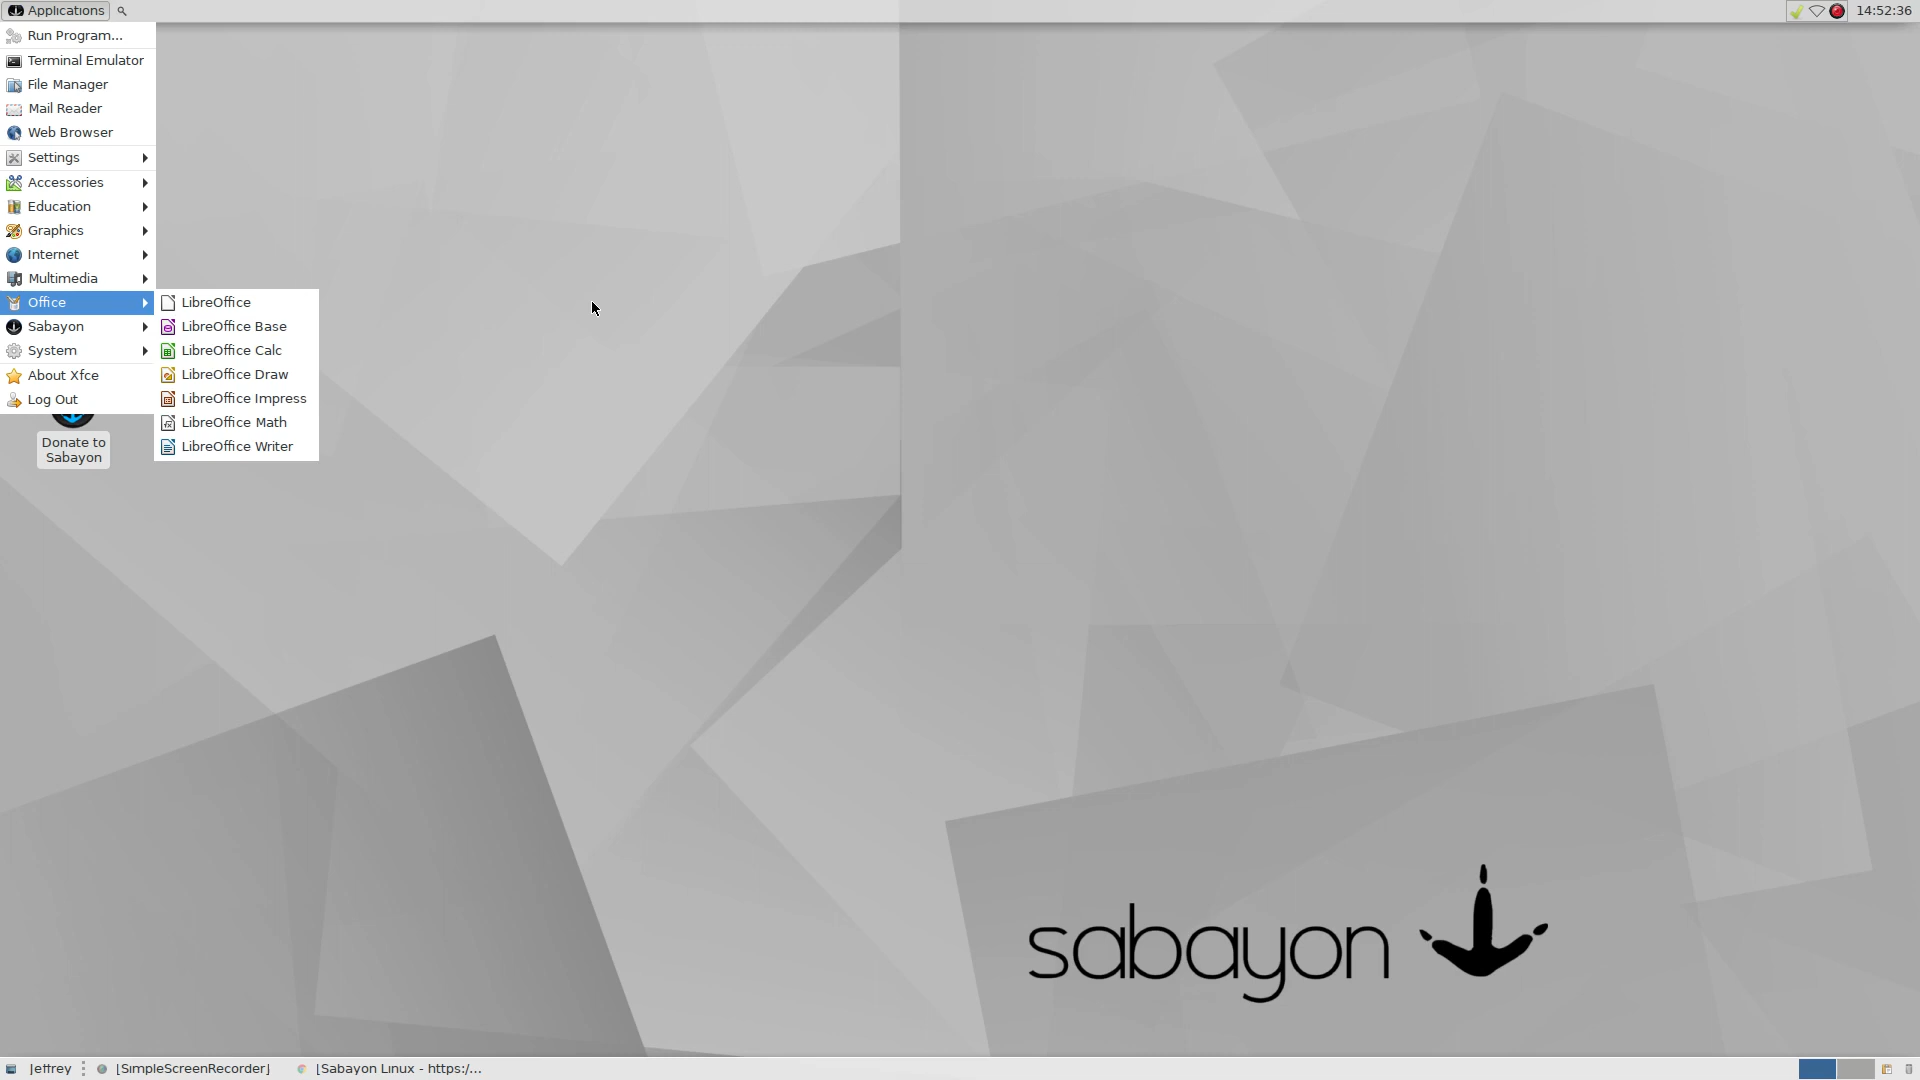 Applications
14:52:36
Run Program...
Terminal Emulator
File Manager
Mail Reader
Web Browser
Settings
Accessories
Education
Graphics
Internet
Multimedia
Office
Sabayon
System
About Xfce
Log Out
LibreOffice
LibreOffice Base
LibreOffice Calc
LibreOffice Draw
LibreOffice Impress
LibreOffice Math
LibreOffice Writer
Donate to
Sabayon
sabayon
Jeffrey
[SimpleScreenRecorder]
[Sabayon Linux - https:/...